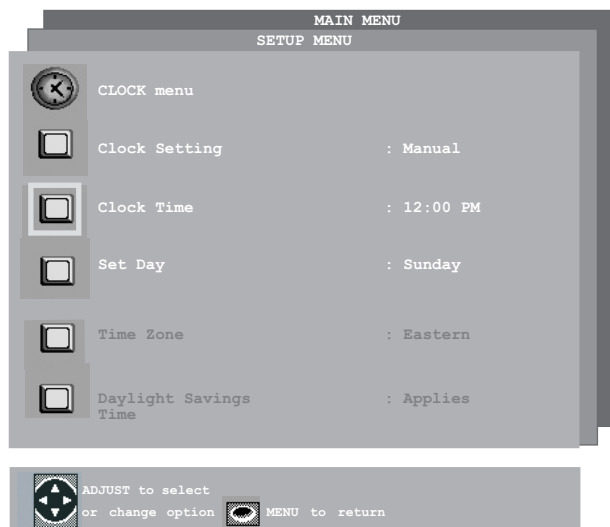 MAIN MENU
SETUP MENU
CLOCK menu
Clock Setting : Manual
Clock Time : 12:00 PM
Set Day : Sunday
Time Zone : Eastern
Daylight Savings : Applies
Time
ADJUST to select
or change option MENU to return